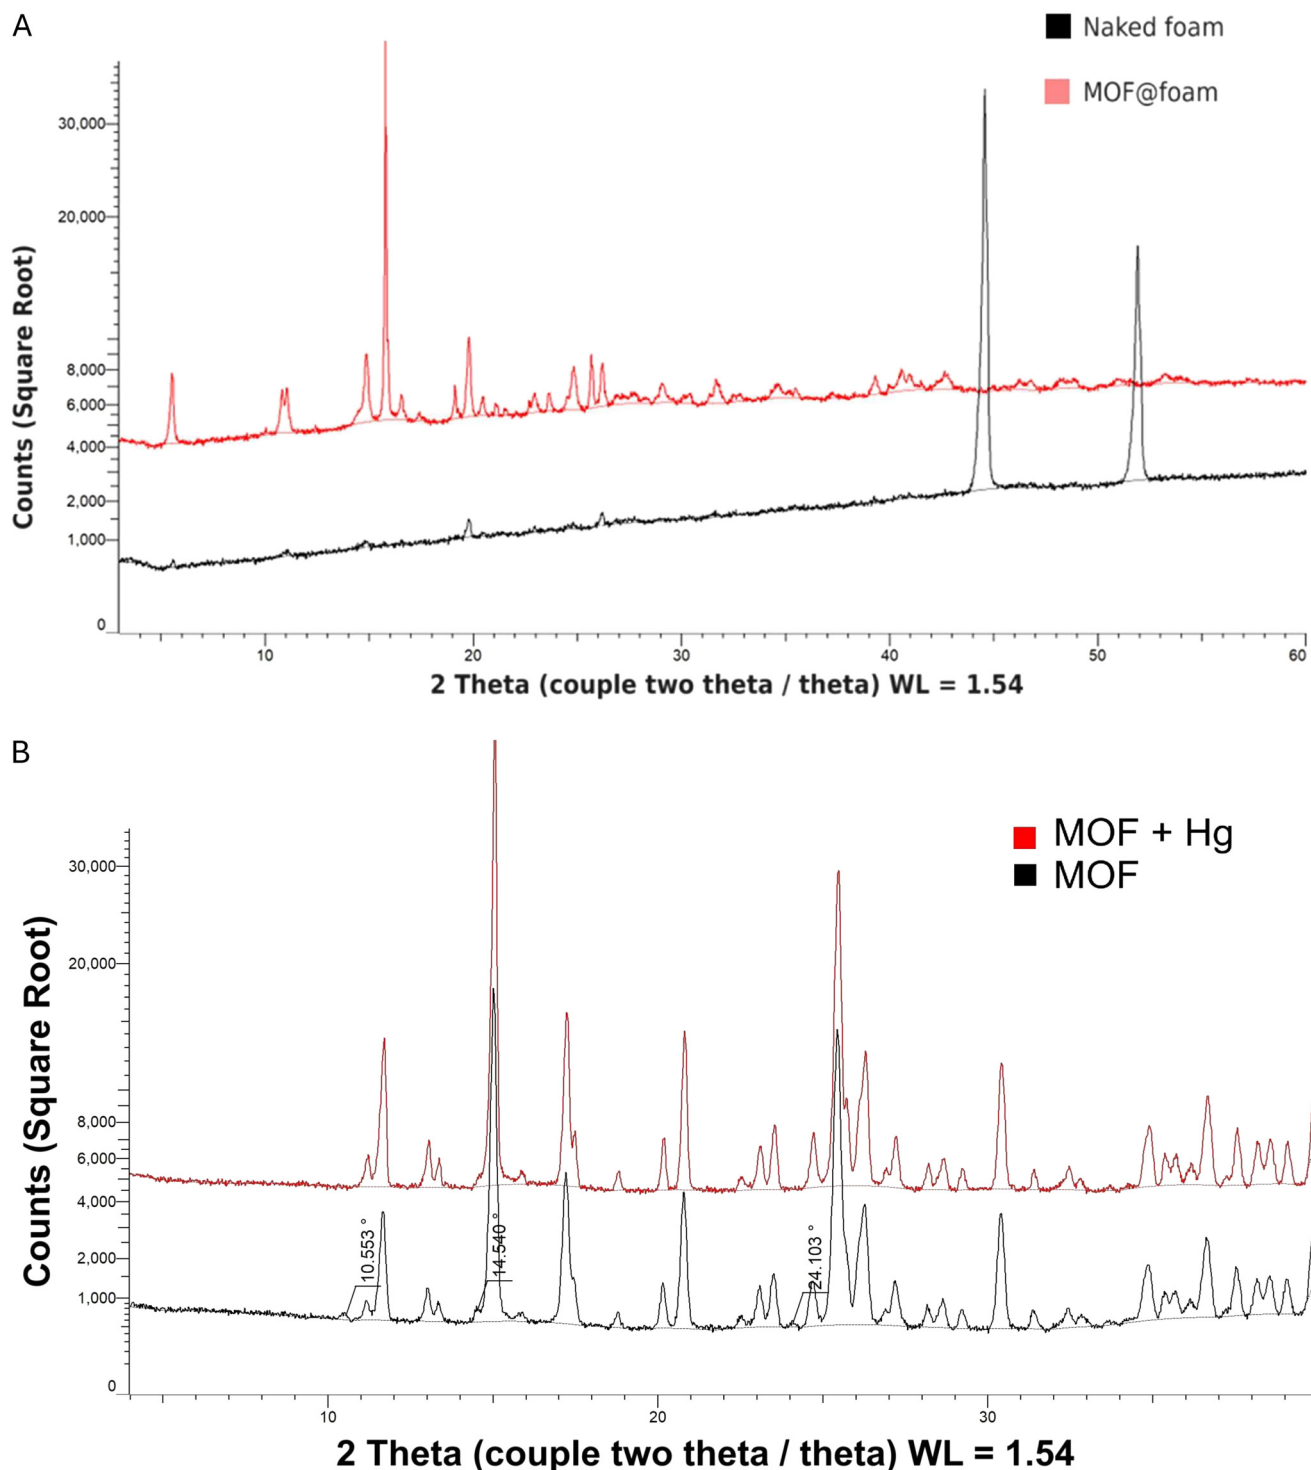 A
Naked foam
MOF@foam
Counts (Square Root)
30,000
20,000
8,000
6,000
4,000
2,000
1,000
0
10 20 30 40 50 60
2 Theta (couple two theta / theta) WL = 1.54
B
MOF + Hg
MOF
Counts (Square Root)
30,000
20,000
8,000
6,000
4,000
2,000
1,000
0
10.553 °
14.540 °
24.103 °
10 20 30
2 Theta (couple two theta / theta) WL = 1.54